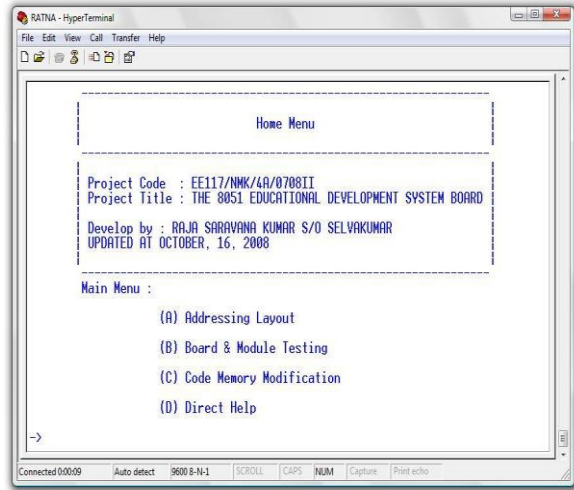 RATNA - HyperTerminal
File Edit View Call Transfer Help
Home Menu
Project Code : EE117/NMK/4A/0708II
Project Title : THE 8051 EDUCATIONAL DEVELOPMENT SYSTEM BOARD
Develop by : RAJA SARAVANA KUMAR S/O SELVAKUMAR
UPDATED AT OCTOBER, 16, 2008
Main Menu :
(A) Addressing Layout
(B) Board & Module Testing
(C) Code Memory Modification
(D) Direct Help
->
Connected 0:00:09 Auto detect 9600 8-N-1 SCROLL CAPS NUM Capture Print echo